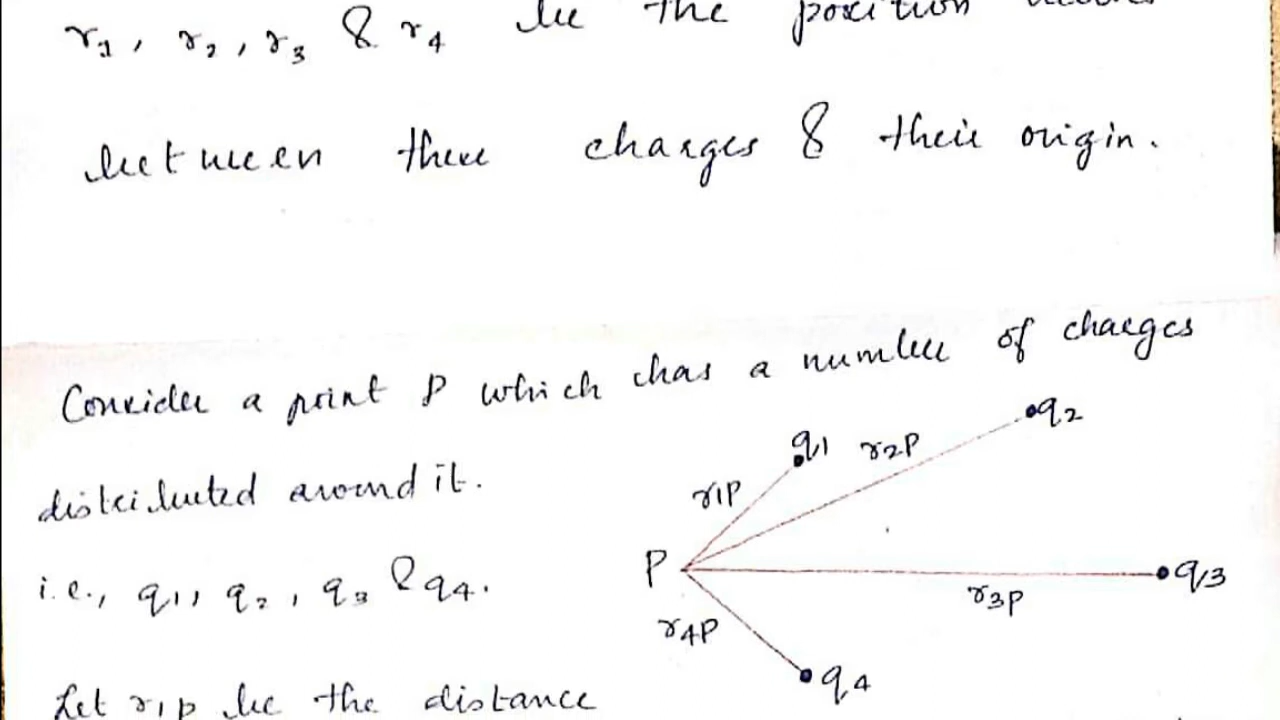 r1, r2, r3 & r4 be the position
between these charges & their origin.
Consider a point P which has a number of charges
distributed around it.
i.e., q1, q2, q3 & q4.
Let r1p be the distance
q1
q2
r2P
r1P
P
q3
r3P
r4P
q4